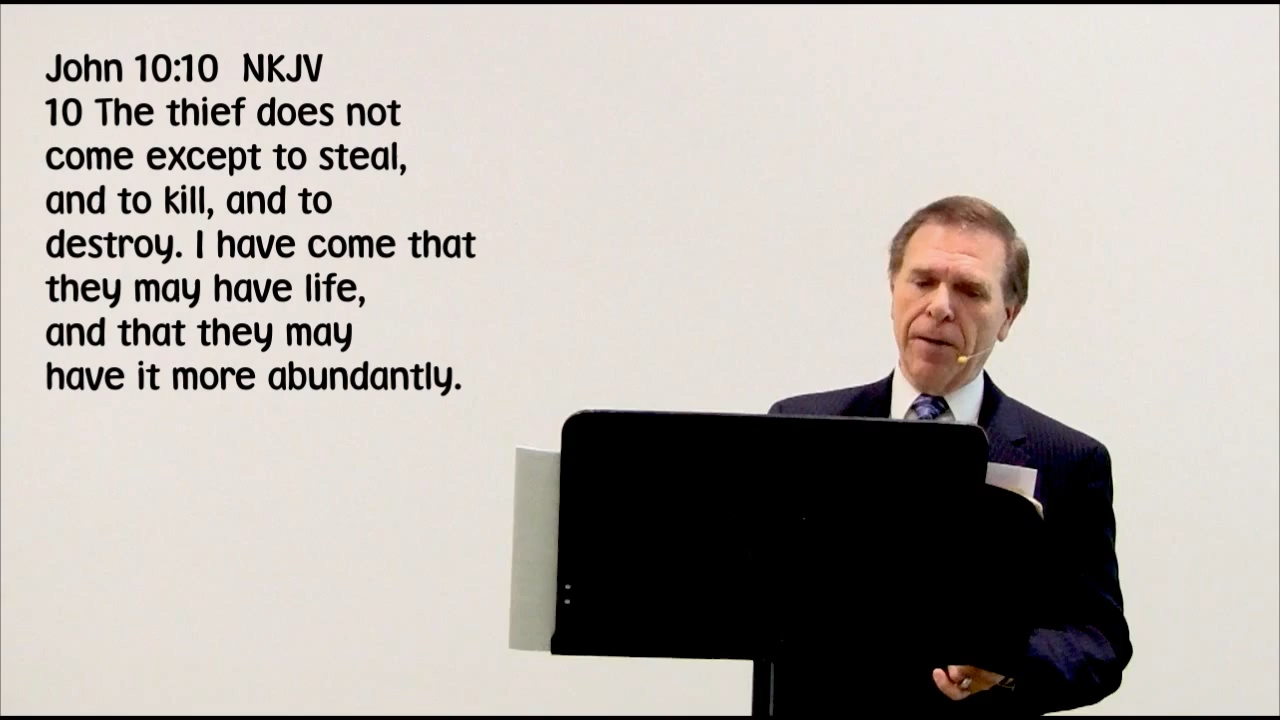 John 10:10 NKJV
10 The thief does not
come except to steal,
and to kill, and to
destroy. I have come that
they may have life,
and that they may
have it more abundantly.